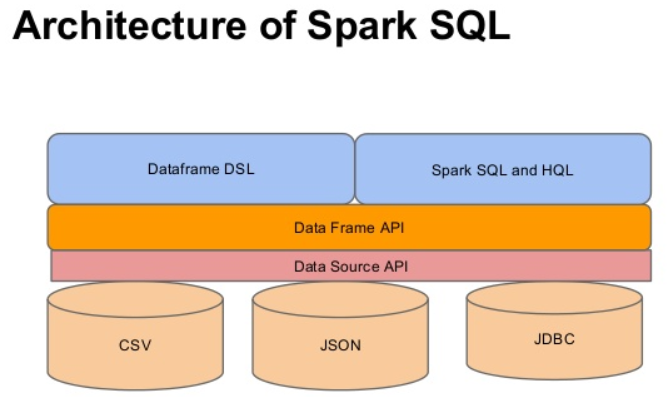 Architecture of Spark SQL
Dataframe DSL
Spark SQL and HQL
Data Frame API
Data Source API
CSV
JSON
JDBC